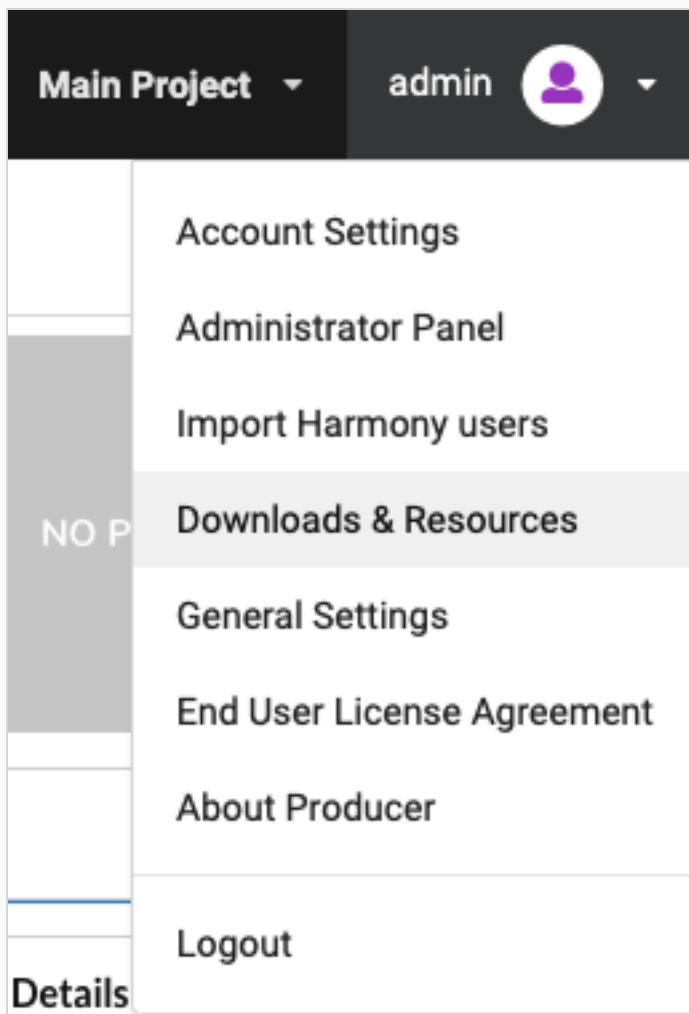 Main Project
admin
Account Settings
Administrator Panel
Import Harmony users
NO P
Downloads & Resources
General Settings
End User License Agreement
About Producer
Logout
Details